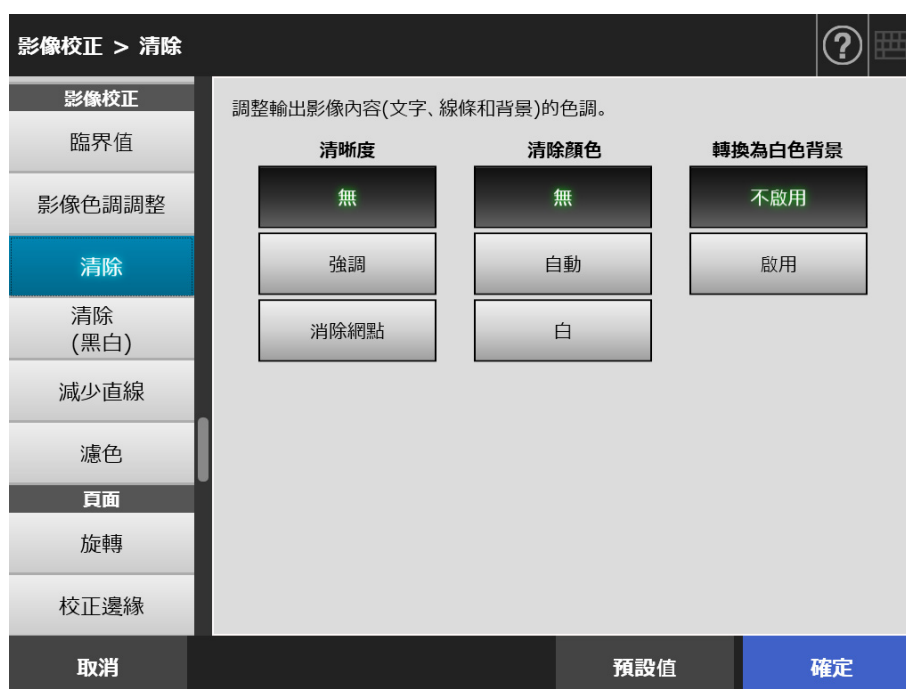 影像校正 > 清除
?
影像校正
臨界值
影像色調調整
清除
清除
(黑白)
減少直線
濾色
頁面
旋轉
校正邊緣
調整輸出影像內容(文字、線條和背景)的色調。
清晰度
清除顏色
轉換為白色背景
無
無
不啟用
強調
自動
啟用
消除網點
白
取消
預設值
確定